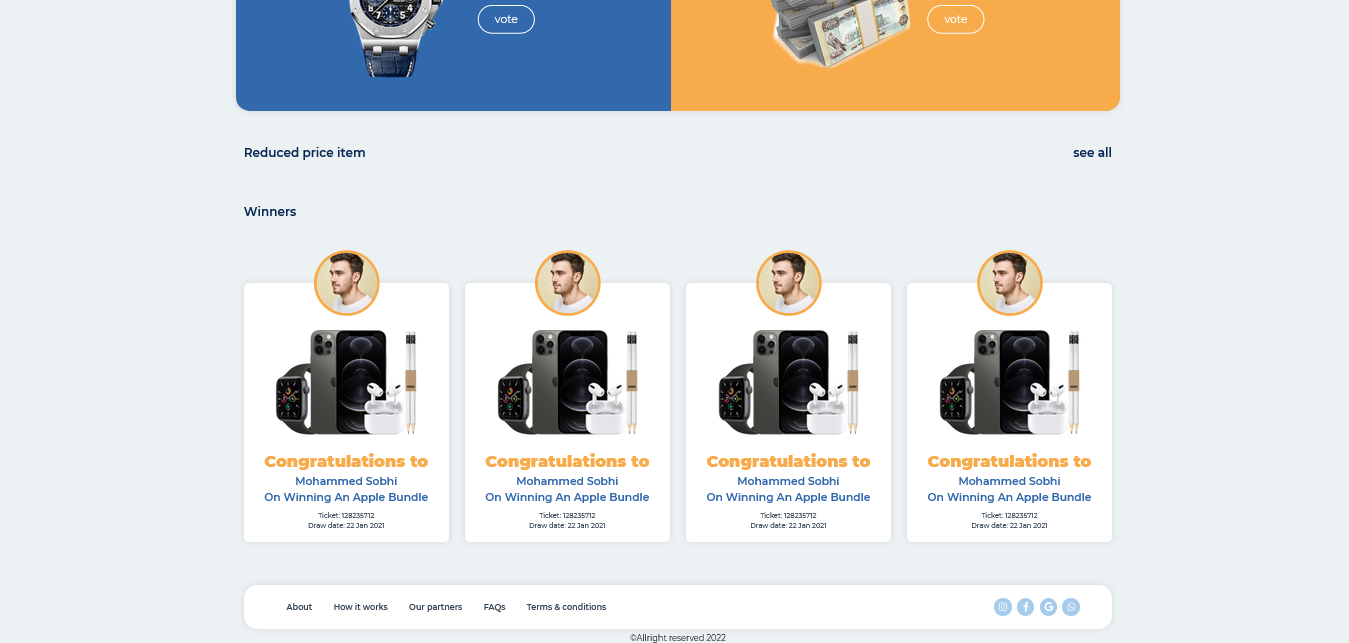 vote
vote
Reduced price item
see all
Winners
Congratulations to
Mohammed Sobhi
On Winning An Apple Bundle
Ticket: 128235712
Draw date: 22 Jan 2021
Congratulations to
Mohammed Sobhi
On Winning An Apple Bundle
Ticket: 128235712
Draw date: 22 Jan 2021
Congratulations to
Mohammed Sobhi
On Winning An Apple Bundle
Ticket: 128235712
Draw date: 22 Jan 2021
Congratulations to
Mohammed Sobhi
On Winning An Apple Bundle
Ticket: 128235712
Draw date: 22 Jan 2021
About
How it works
Our partners
FAQs
Terms & conditions
©Allright reserved 2022